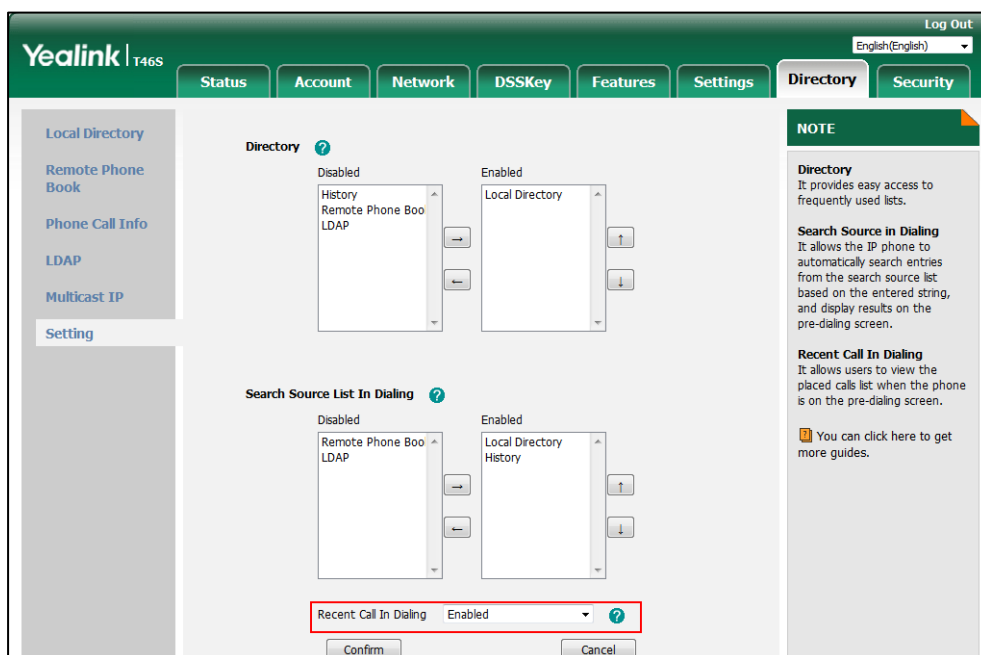 Log Out
Yealink T46S
English(English)
Status Account Network DSSKey Features Settings Directory Security
Local Directory
Remote Phone
Book
Phone Call Info
LDAP
Multicast IP
Setting
Directory ?
Disabled Enabled
History
Remote Phone Boo
LDAP
Local Directory
→ ↑
← ↓
Search Source List In Dialing ?
Disabled Enabled
Remote Phone Boo
LDAP
Local Directory
History
→ ↑
← ↓
Recent Call In Dialing Enabled ?
Confirm Cancel
NOTE
Directory
It provides easy access to
frequently used lists.
Search Source in Dialing
It allows the IP phone to
automatically search entries
from the search source list
based on the entered string,
and display results on the
pre-dialing screen.
Recent Call In Dialing
It allows users to view the
placed calls list when the phone
is on the pre-dialing screen.
? You can click here to get
more guides.